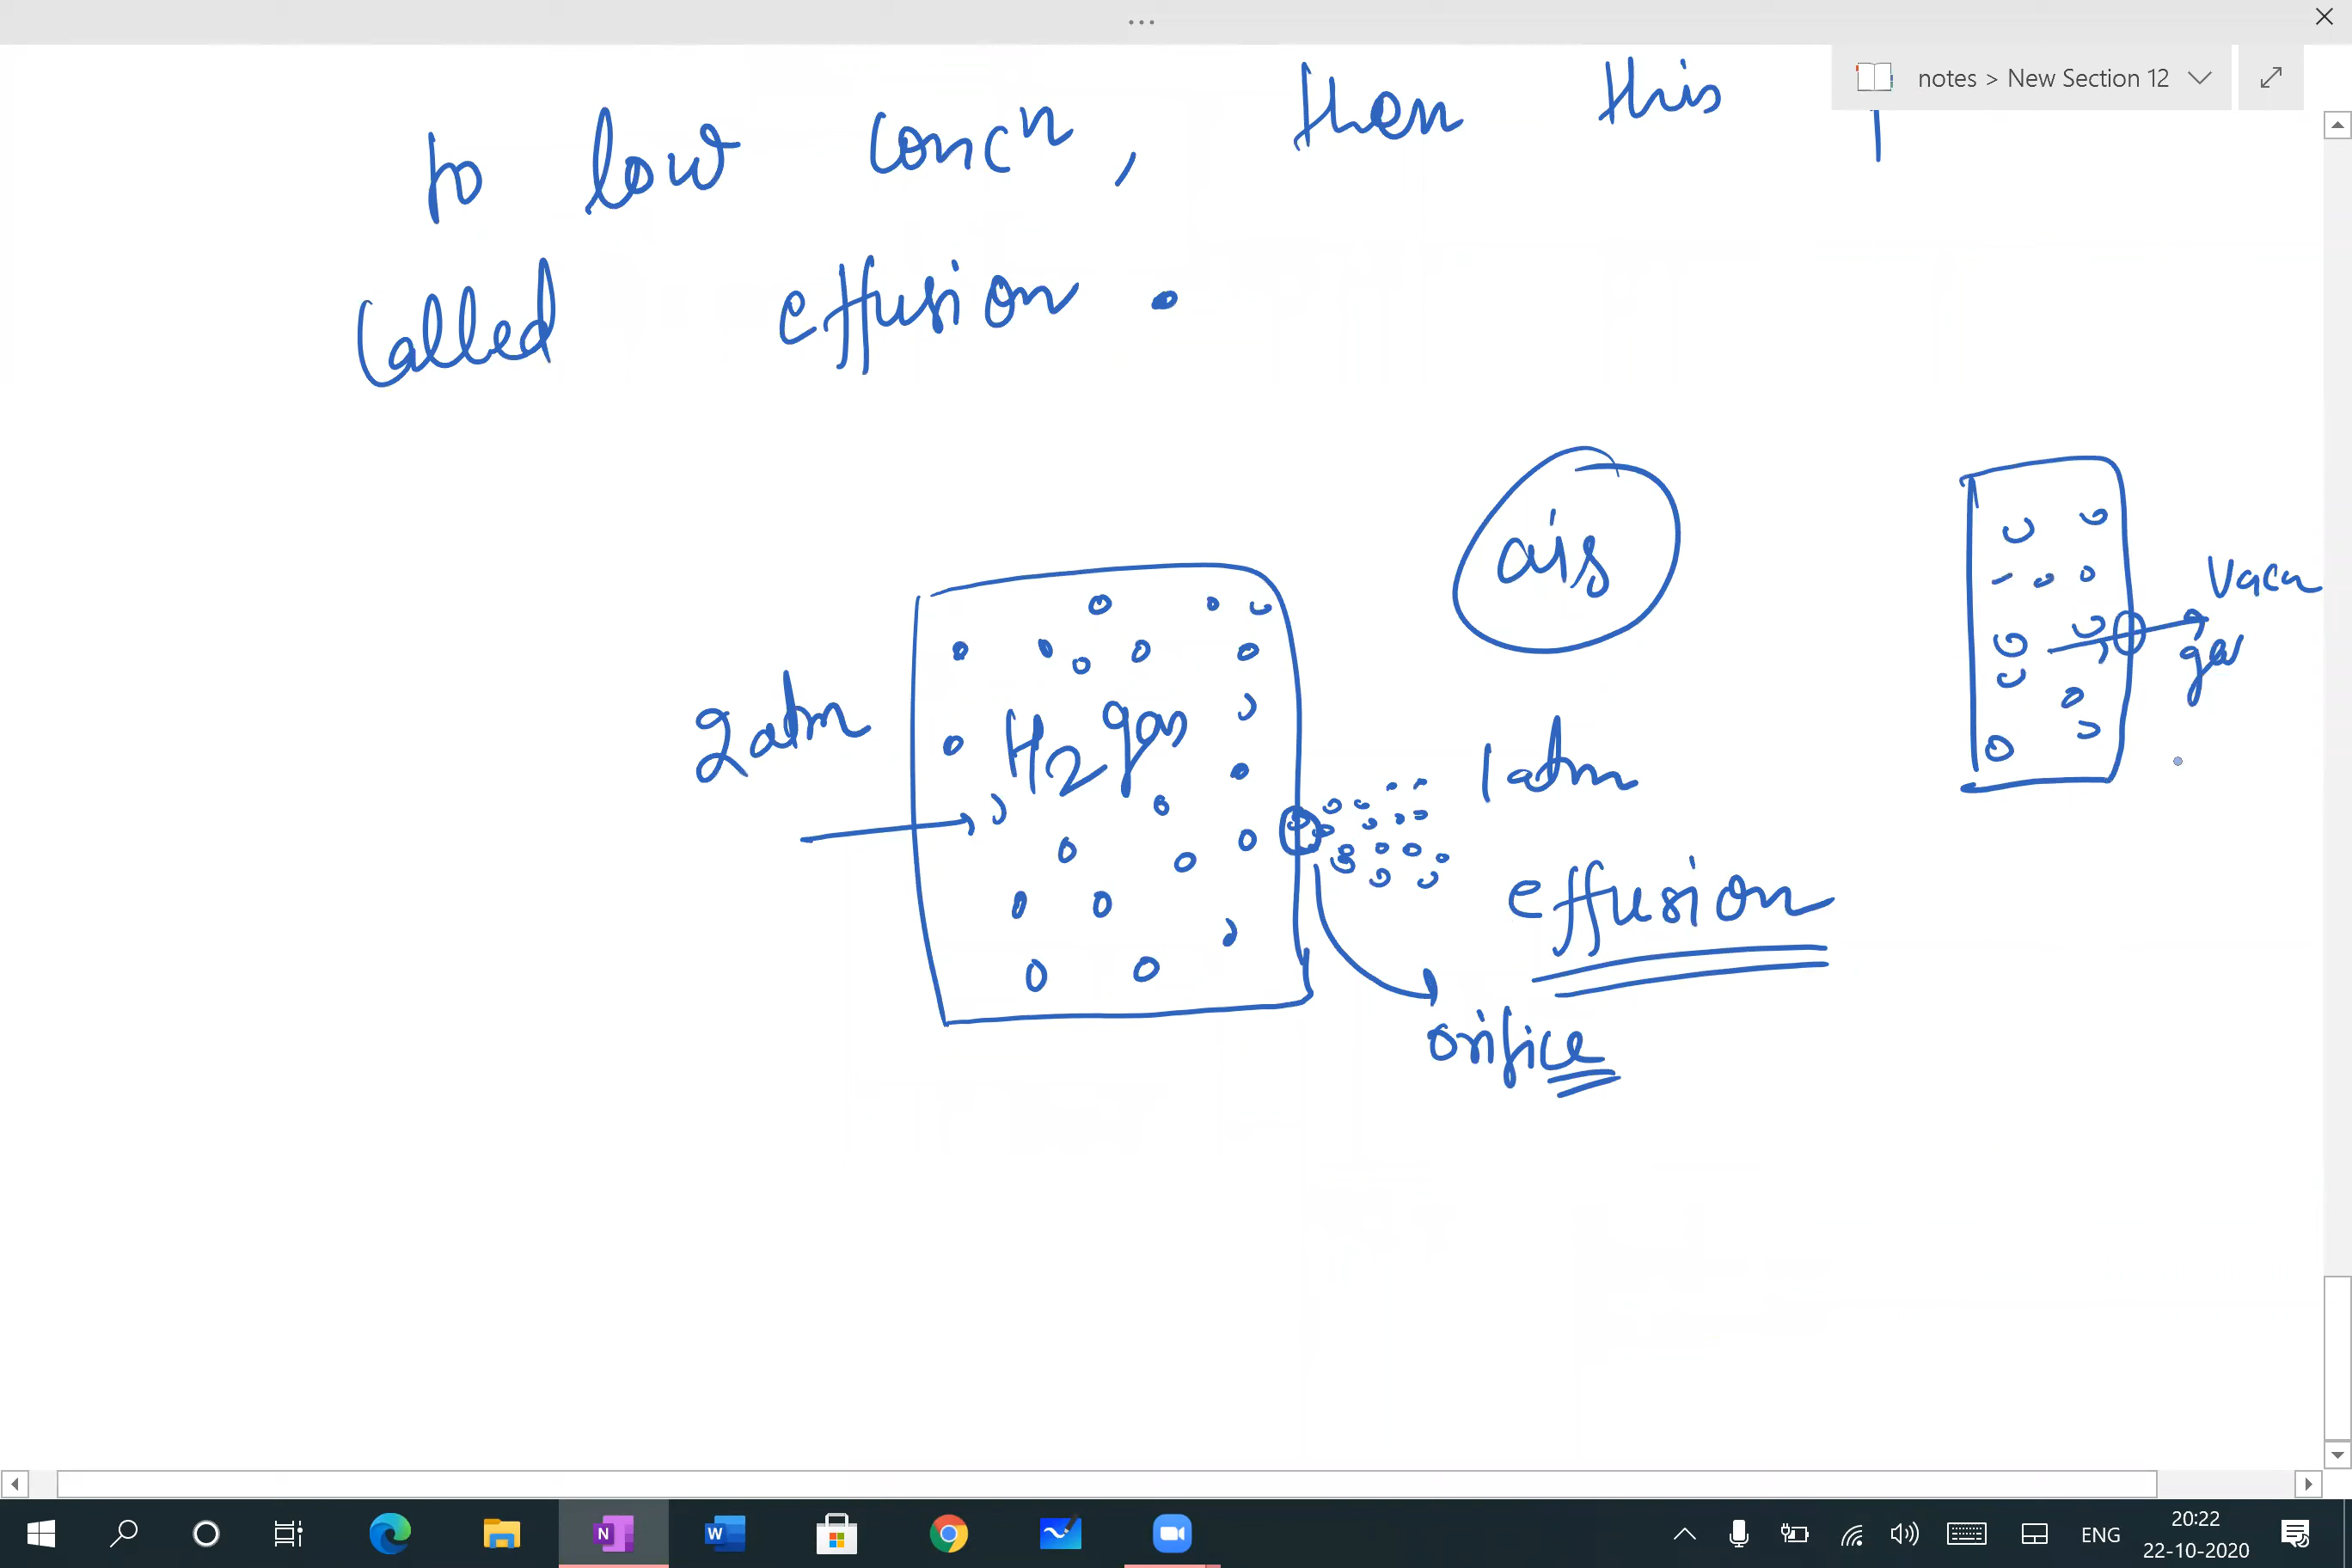 notes > New Section 12
to low concⁿ, then this
called effusion.
air
Vacu
gas
2atm
H2 gas
1atm
effusion
orifice
ENG
20:22
22-10-2020